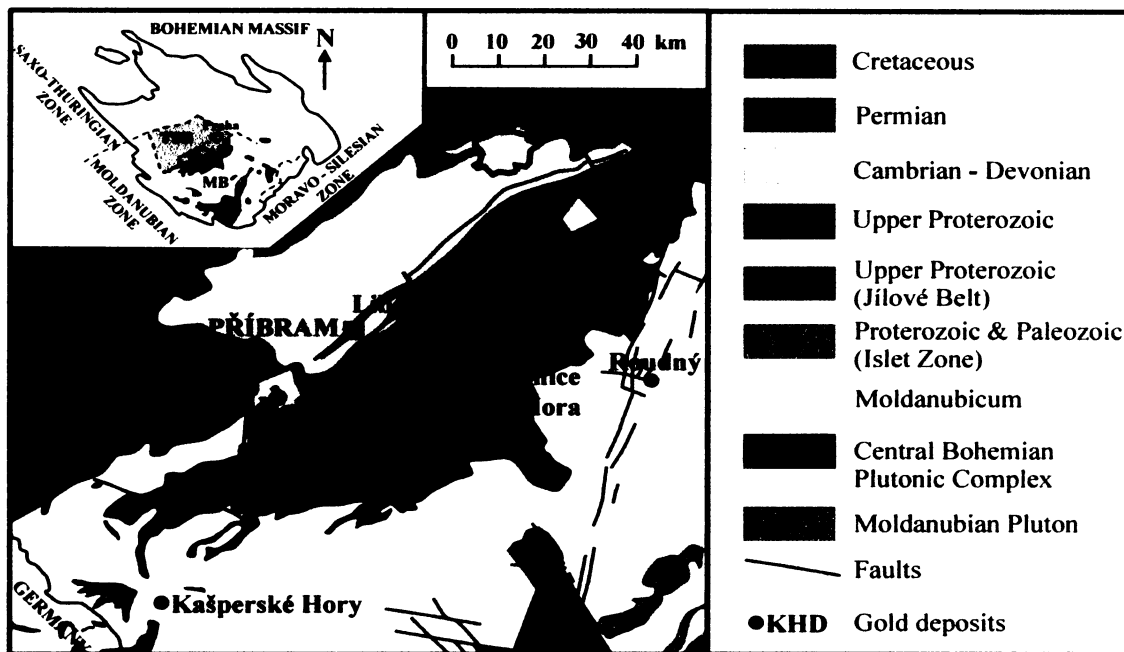 BOHEMIAN MASSIF
N
SAXO-THURINGIAN
ZONE
MOLDANUBIAN
ZONE
MB
MORAVO-SILESIAN
ZONE
0 10 20 30 40 km
PŘÍBRAM
Roudný
Kašperské Hory
GERMANY
Cretaceous
Permian
Cambrian - Devonian
Upper Proterozoic
Upper Proterozoic
(Jílové Belt)
Proterozoic & Paleozoic
(Islet Zone)
Moldanubicum
Central Bohemian
Plutonic Complex
Moldanubian Pluton
Faults
KHD Gold deposits